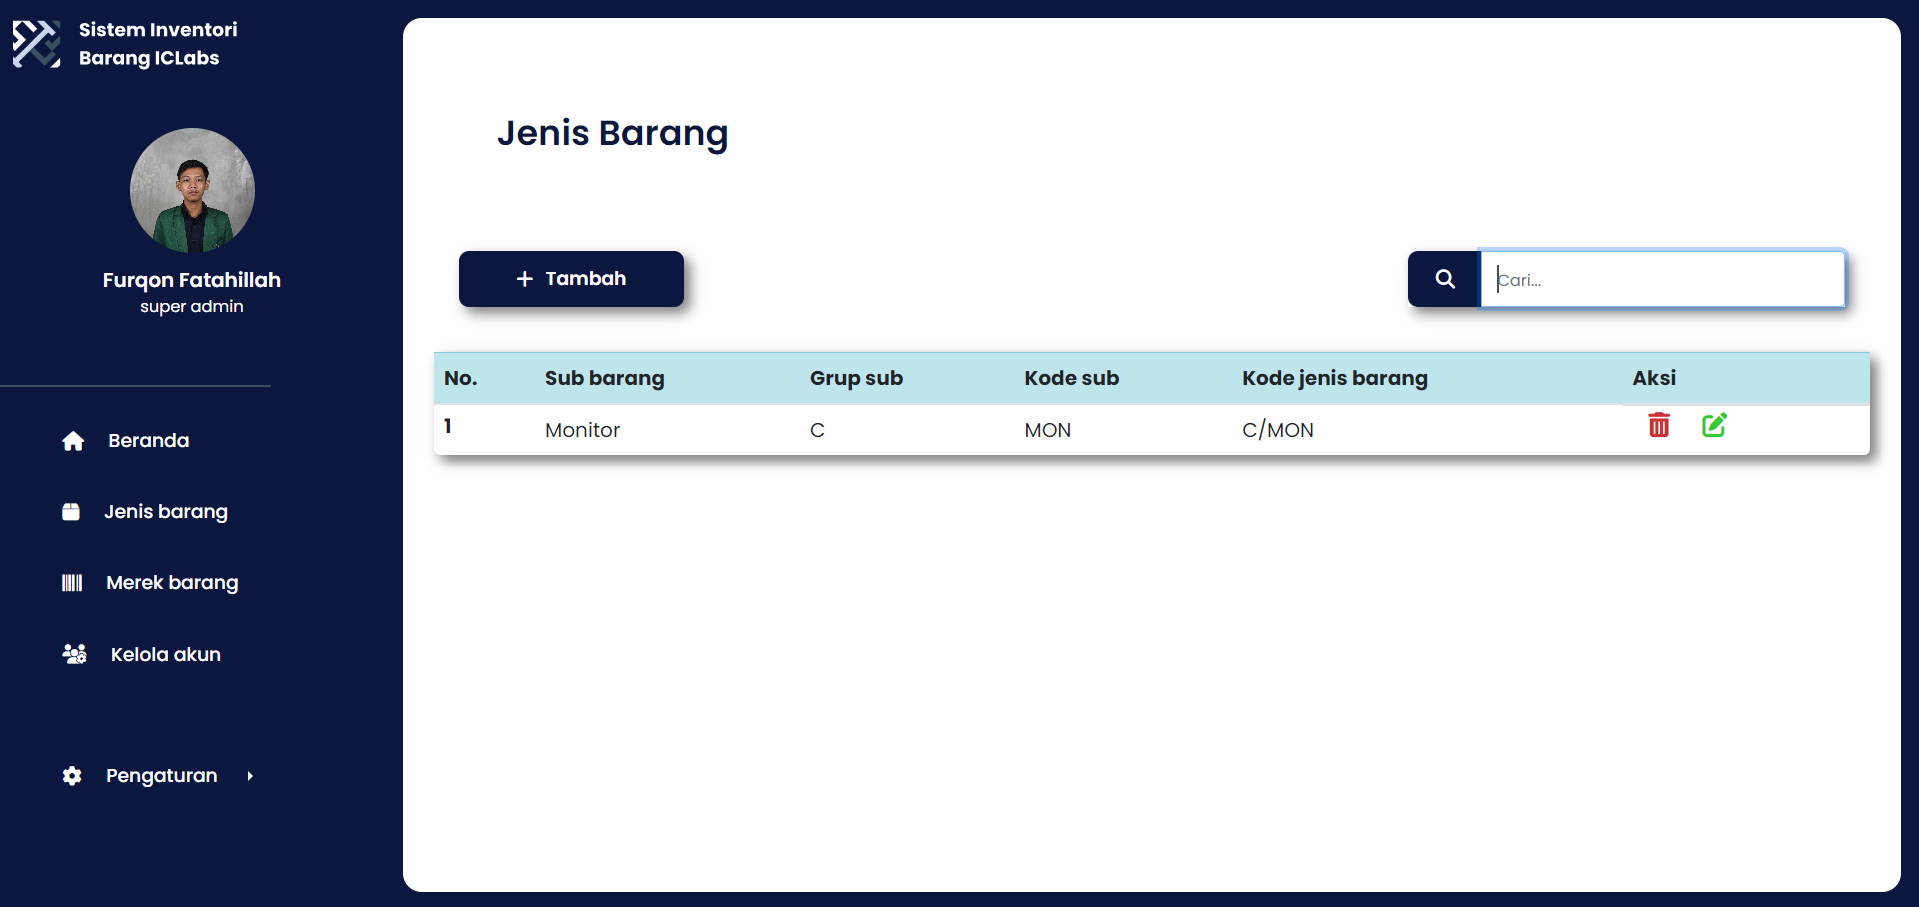 Sistem Inventori
Barang ICLabs
Furqon Fatahillah
super admin
Beranda
Jenis barang
Merek barang
Kelola akun
Pengaturan
Jenis Barang
+ Tambah
Cari...
No. Sub barang Grup sub Kode sub Kode jenis barang Aksi
1 Monitor C MON C/MON